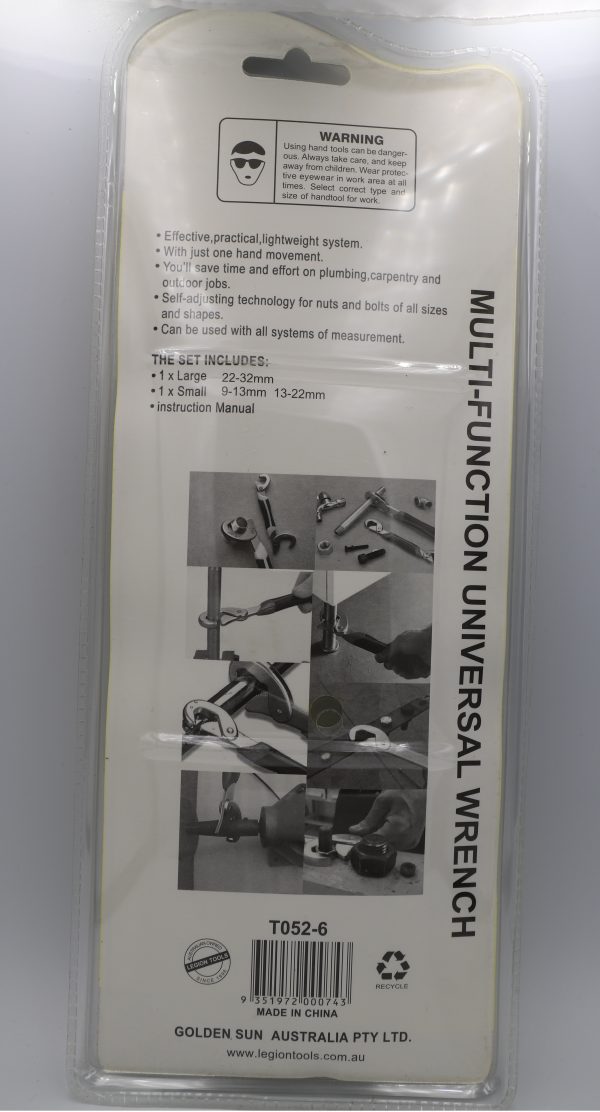 WARNING
Using hand tools can be danger-
ous. Always take care, and keep
away from children. Wear protec-
tive eyewear in work area at all
times. Select correct type and
size of handtool for work.
• Effective,practical,lightweight system.
• With just one hand movement.
• You'll save time and effort on plumbing,carpentry and
outdoor jobs.
• Self-adjusting technology for nuts and bolts of all sizes
and shapes.
• Can be used with all systems of measurement.
THE SET INCLUDES:
• 1 x Large 22-32mm
• 1 x Small 9-13mm 13-22mm
• instruction Manual
MULTI-FUNCTION UNIVERSAL WRENCH
T052-6
AUSTRALIAN OWNED
LEGION TOOLS
SINCE
9 351972 000743
RECYCLE
MADE IN CHINA
GOLDEN SUN AUSTRALIA PTY LTD.
www.legiontools.com.au